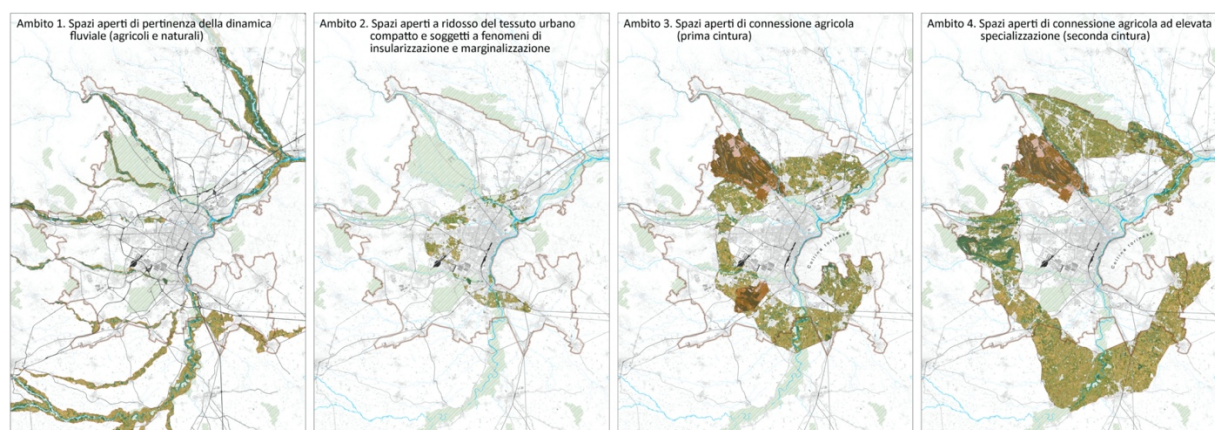 Ambito 1. Spazi aperti di pertinenza della dinamica
fluviale (agricoli e naturali)
Ambito 2. Spazi aperti a ridosso del tessuto urbano
compatto e soggetti a fenomeni di
insularizzazione e marginalizzazione
Ambito 3. Spazi aperti di connessione agricola
(prima cintura)
Ambito 4. Spazi aperti di connessione agricola ad elevata
specializzazione (seconda cintura)